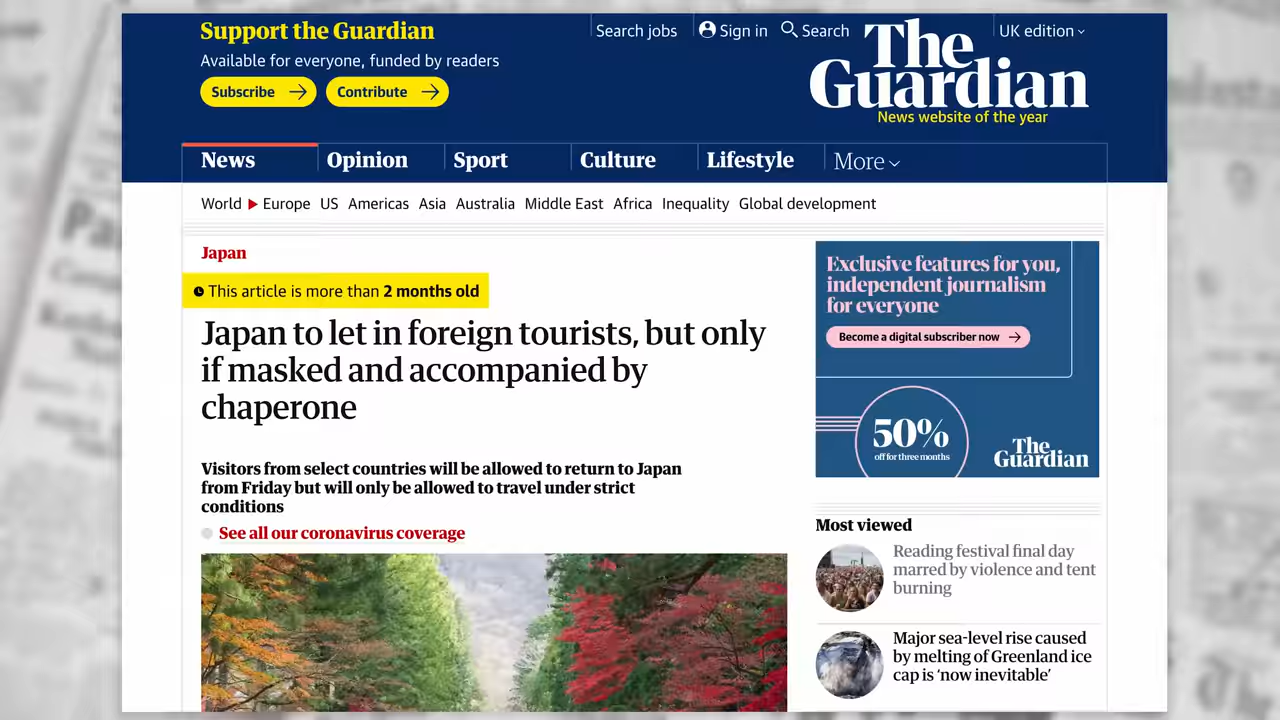 Support the Guardian
Available for everyone, funded by readers
Subscribe
Contribute
Search jobs
Sign in
Search
UK edition
The
Guardian
News website of the year
News
Opinion
Sport
Culture
Lifestyle
More
World
Europe
US
Americas
Asia
Australia
Middle East
Africa
Inequality
Global development
Japan
This article is more than 2 months old
Japan to let in foreign tourists, but only
if masked and accompanied by
chaperone
Visitors from select countries will be allowed to return to Japan
from Friday but will only be allowed to travel under strict
conditions
See all our coronavirus coverage
Exclusive features for you,
independent journalism
for everyone
Become a digital subscriber now
50%
off for three months
The
Guardian
Most viewed
Reading festival final day
marred by violence and tent
burning
Major sea-level rise caused
by melting of Greenland ice
cap is ‘now inevitable’